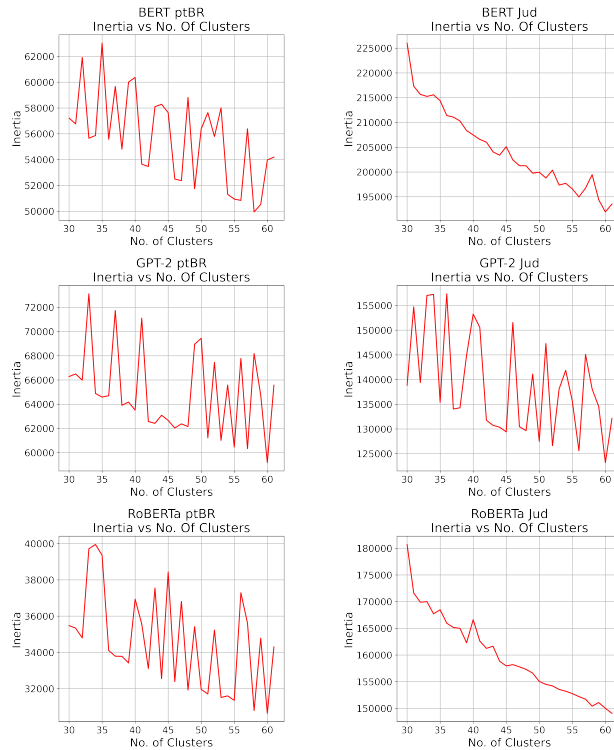 BERT ptBR
Inertia vs No. Of Clusters
62000
60000
58000
56000
54000
52000
50000
Inertia
30 35 40 45 50 55 60
No. of Clusters
BERT Jud
Inertia vs No. Of Clusters
225000
220000
215000
210000
205000
200000
195000
Inertia
30 35 40 45 50 55 60
No. of Clusters
GPT-2 ptBR
Inertia vs No. Of Clusters
72000
70000
68000
66000
64000
62000
60000
Inertia
30 35 40 45 50 55 60
No. of Clusters
GPT-2 Jud
Inertia vs No. Of Clusters
155000
150000
145000
140000
135000
130000
125000
Inertia
30 35 40 45 50 55 60
No. of Clusters
RoBERTa ptBR
Inertia vs No. Of Clusters
40000
38000
36000
34000
32000
Inertia
30 35 40 45 50 55 60
No. of Clusters
RoBERTa Jud
Inertia vs No. Of Clusters
180000
175000
170000
165000
160000
155000
150000
Inertia
30 35 40 45 50 55 60
No. of Clusters